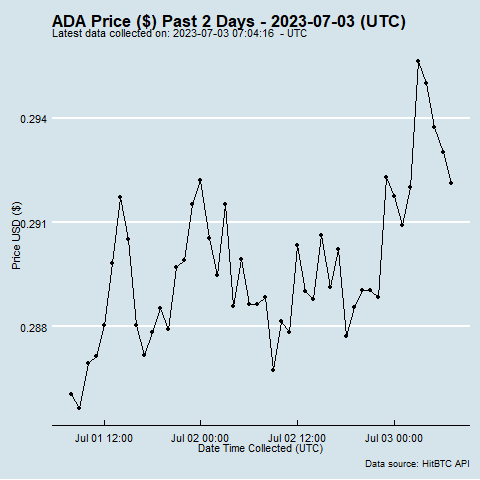 ADA Price ($) Past 2 Days - 2023-07-03 (UTC)
Latest data collected on: 2023-07-03 07:04:16  - UTC
0.294
0.291
0.288
Price USD ($)
Jul 01 12:00 Jul 02 00:00 Jul 02 12:00 Jul 03 00:00
Date Time Collected (UTC)
Data source: HitBTC API